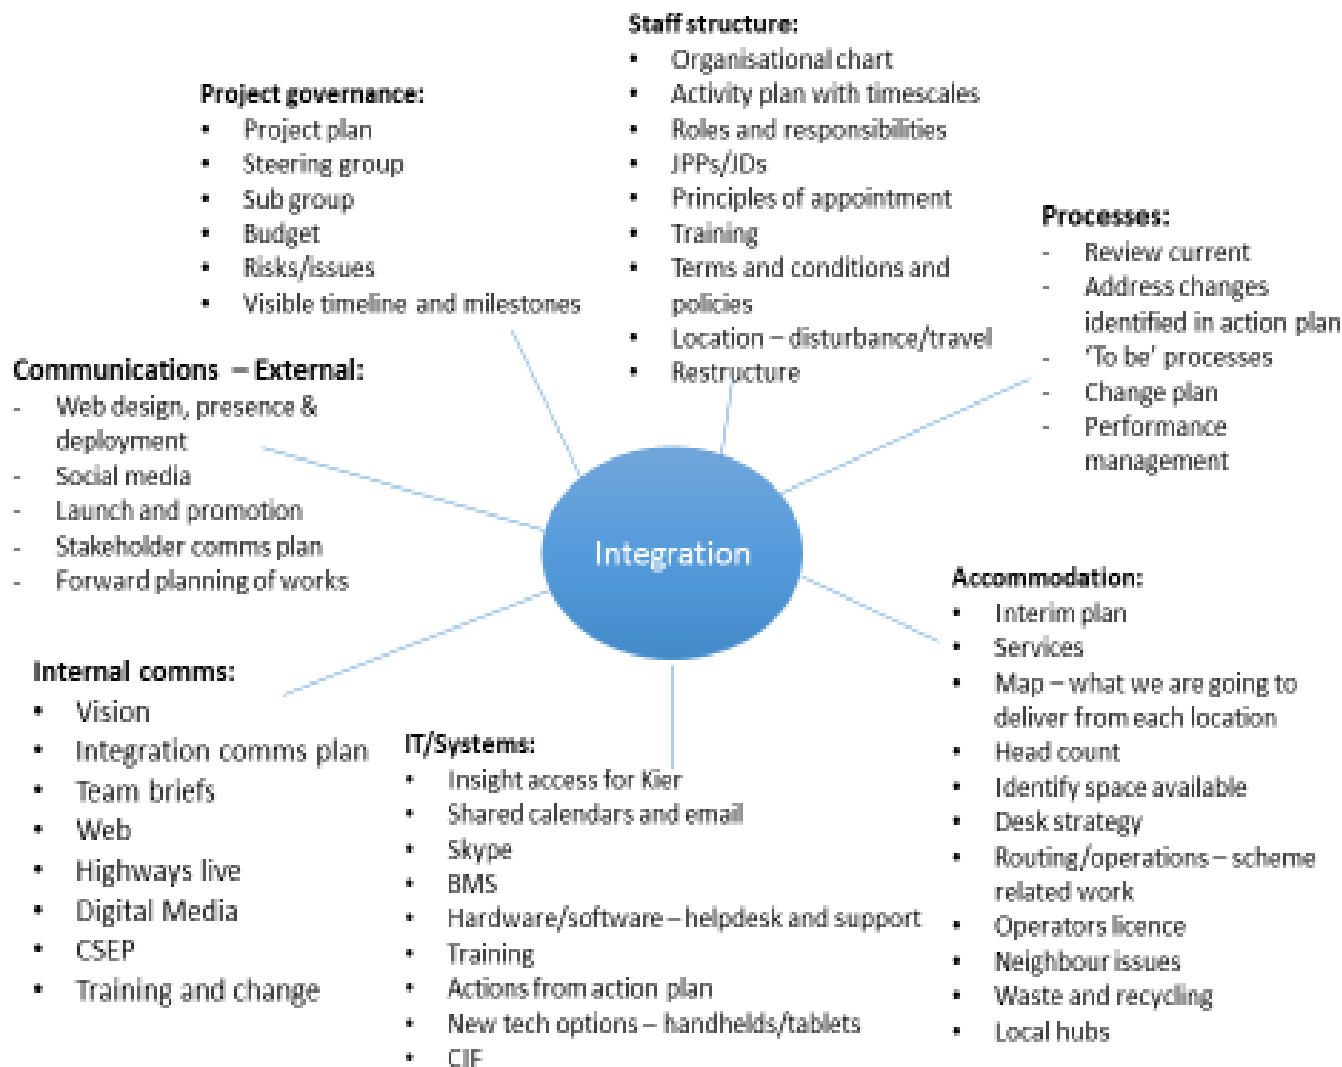 Staff structure:
• Organisational chart
• Activity plan with timescales
• Roles and responsibilities
• JPPs/JDs
• Principles of appointment
• Training
• Terms and conditions and
policies
• Location – disturbance/travel
• Restructure
Project governance:
• Project plan
• Steering group
• Sub group
• Budget
• Risks/issues
• Visible timeline and milestones
Processes:
- Review current
- Address changes
identified in action plan
- 'To be' processes
- Change plan
- Performance
management
Communications – External:
- Web design, presence &
deployment
- Social media
- Launch and promotion
- Stakeholder comms plan
- Forward planning of works
Integration
Accommodation:
• Interim plan
• Services
• Map – what we are going to
deliver from each location
• Head count
• Identify space available
• Desk strategy
• Routing/operations – scheme
related work
• Operators licence
• Neighbour issues
• Waste and recycling
• Local hubs
Internal comms:
• Vision
• Integration comms plan
• Team briefs
• Web
• Highways live
• Digital Media
• CSEP
• Training and change
IT/Systems:
• Insight access for Kier
• Shared calendars and email
• Skype
• BMS
• Hardware/software – helpdesk and support
• Training
• Actions from action plan
• New tech options – handhelds/tablets
• CIF